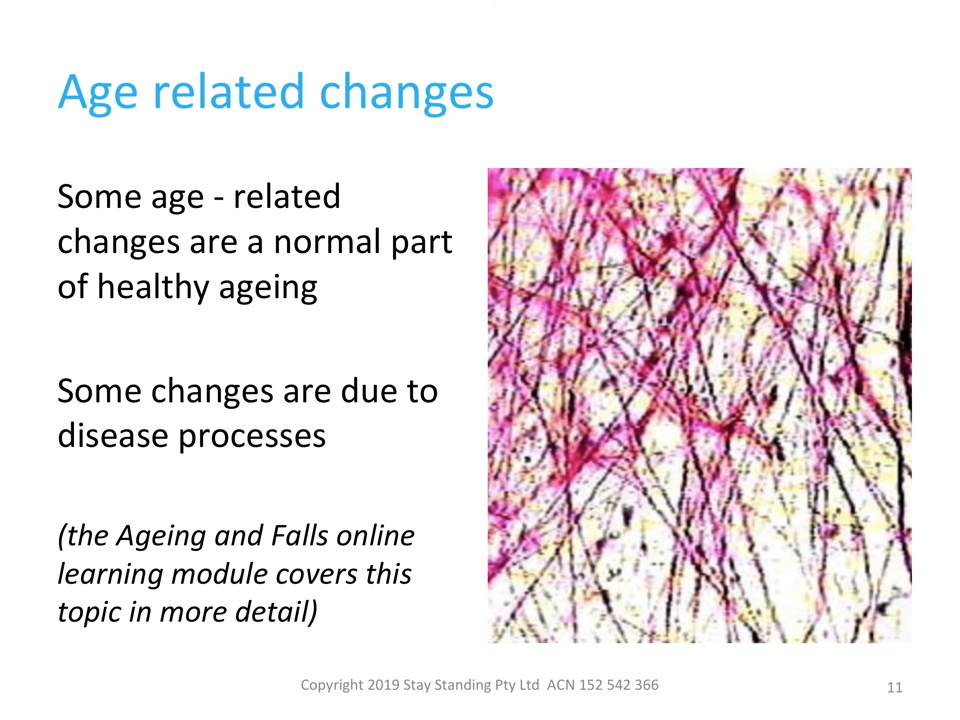 Age related changes
Some age - related
changes are a normal part
of healthy ageing
Some changes are due to
disease processes
(the Ageing and Falls online
learning module covers this
topic in more detail)
Copyright 2019 Stay Standing Pty Ltd  ACN 152 542 366
11